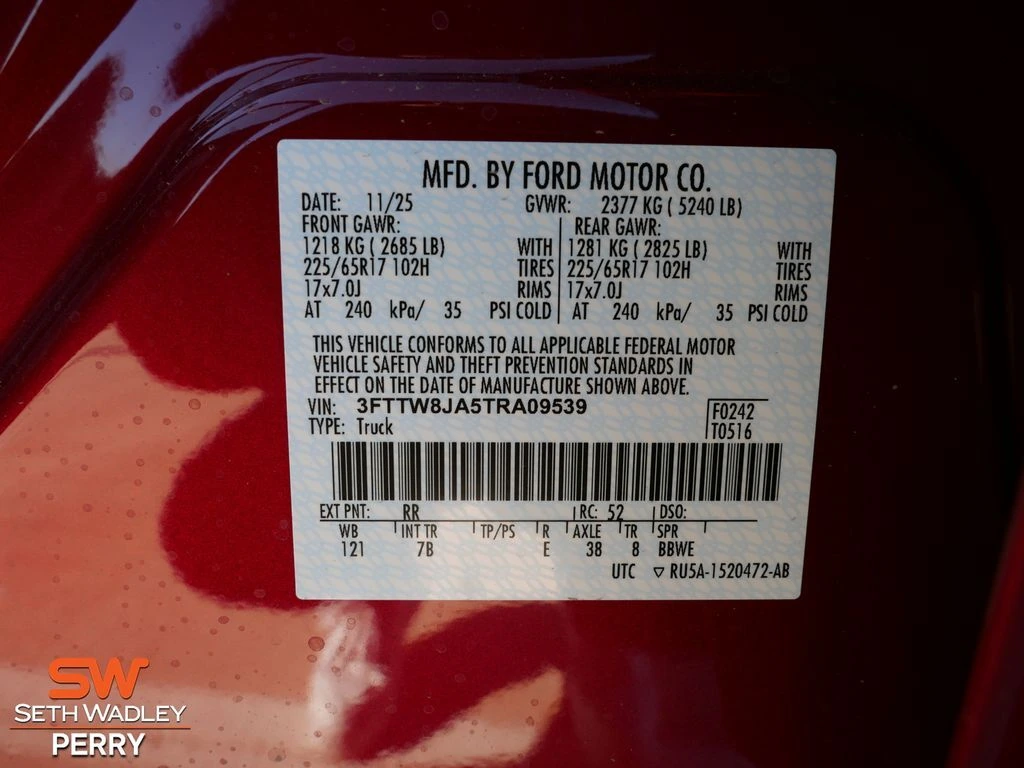 MFD. BY FORD MOTOR CO.
DATE: 11/25 GVWR: 2377 KG ( 5240 LB)
FRONT GAWR: REAR GAWR:
1218 KG ( 2685 LB) WITH 1281 KG ( 2825 LB) WITH
225/65R17 102H TIRES 225/65R17 102H TIRES
17x7.0J RIMS 17x7.0J RIMS
AT 240 kPa/ 35 PSI COLD AT 240 kPa/ 35 PSI COLD
THIS VEHICLE CONFORMS TO ALL APPLICABLE FEDERAL MOTOR
VEHICLE SAFETY AND THEFT PREVENTION STANDARDS IN
EFFECT ON THE DATE OF MANUFACTURE SHOWN ABOVE.
VIN: 3FTTW8JA5TRA09539 F0242
TYPE: Truck T0516
EXT PNT: RR RC: 52 DSO:
WB INT TR TP/PS R AXLE TR SPR
121 7B E 38 8 BBWE
UTC ▽ RU5A-1520472-AB
SW
SETH WADLEY
PERRY